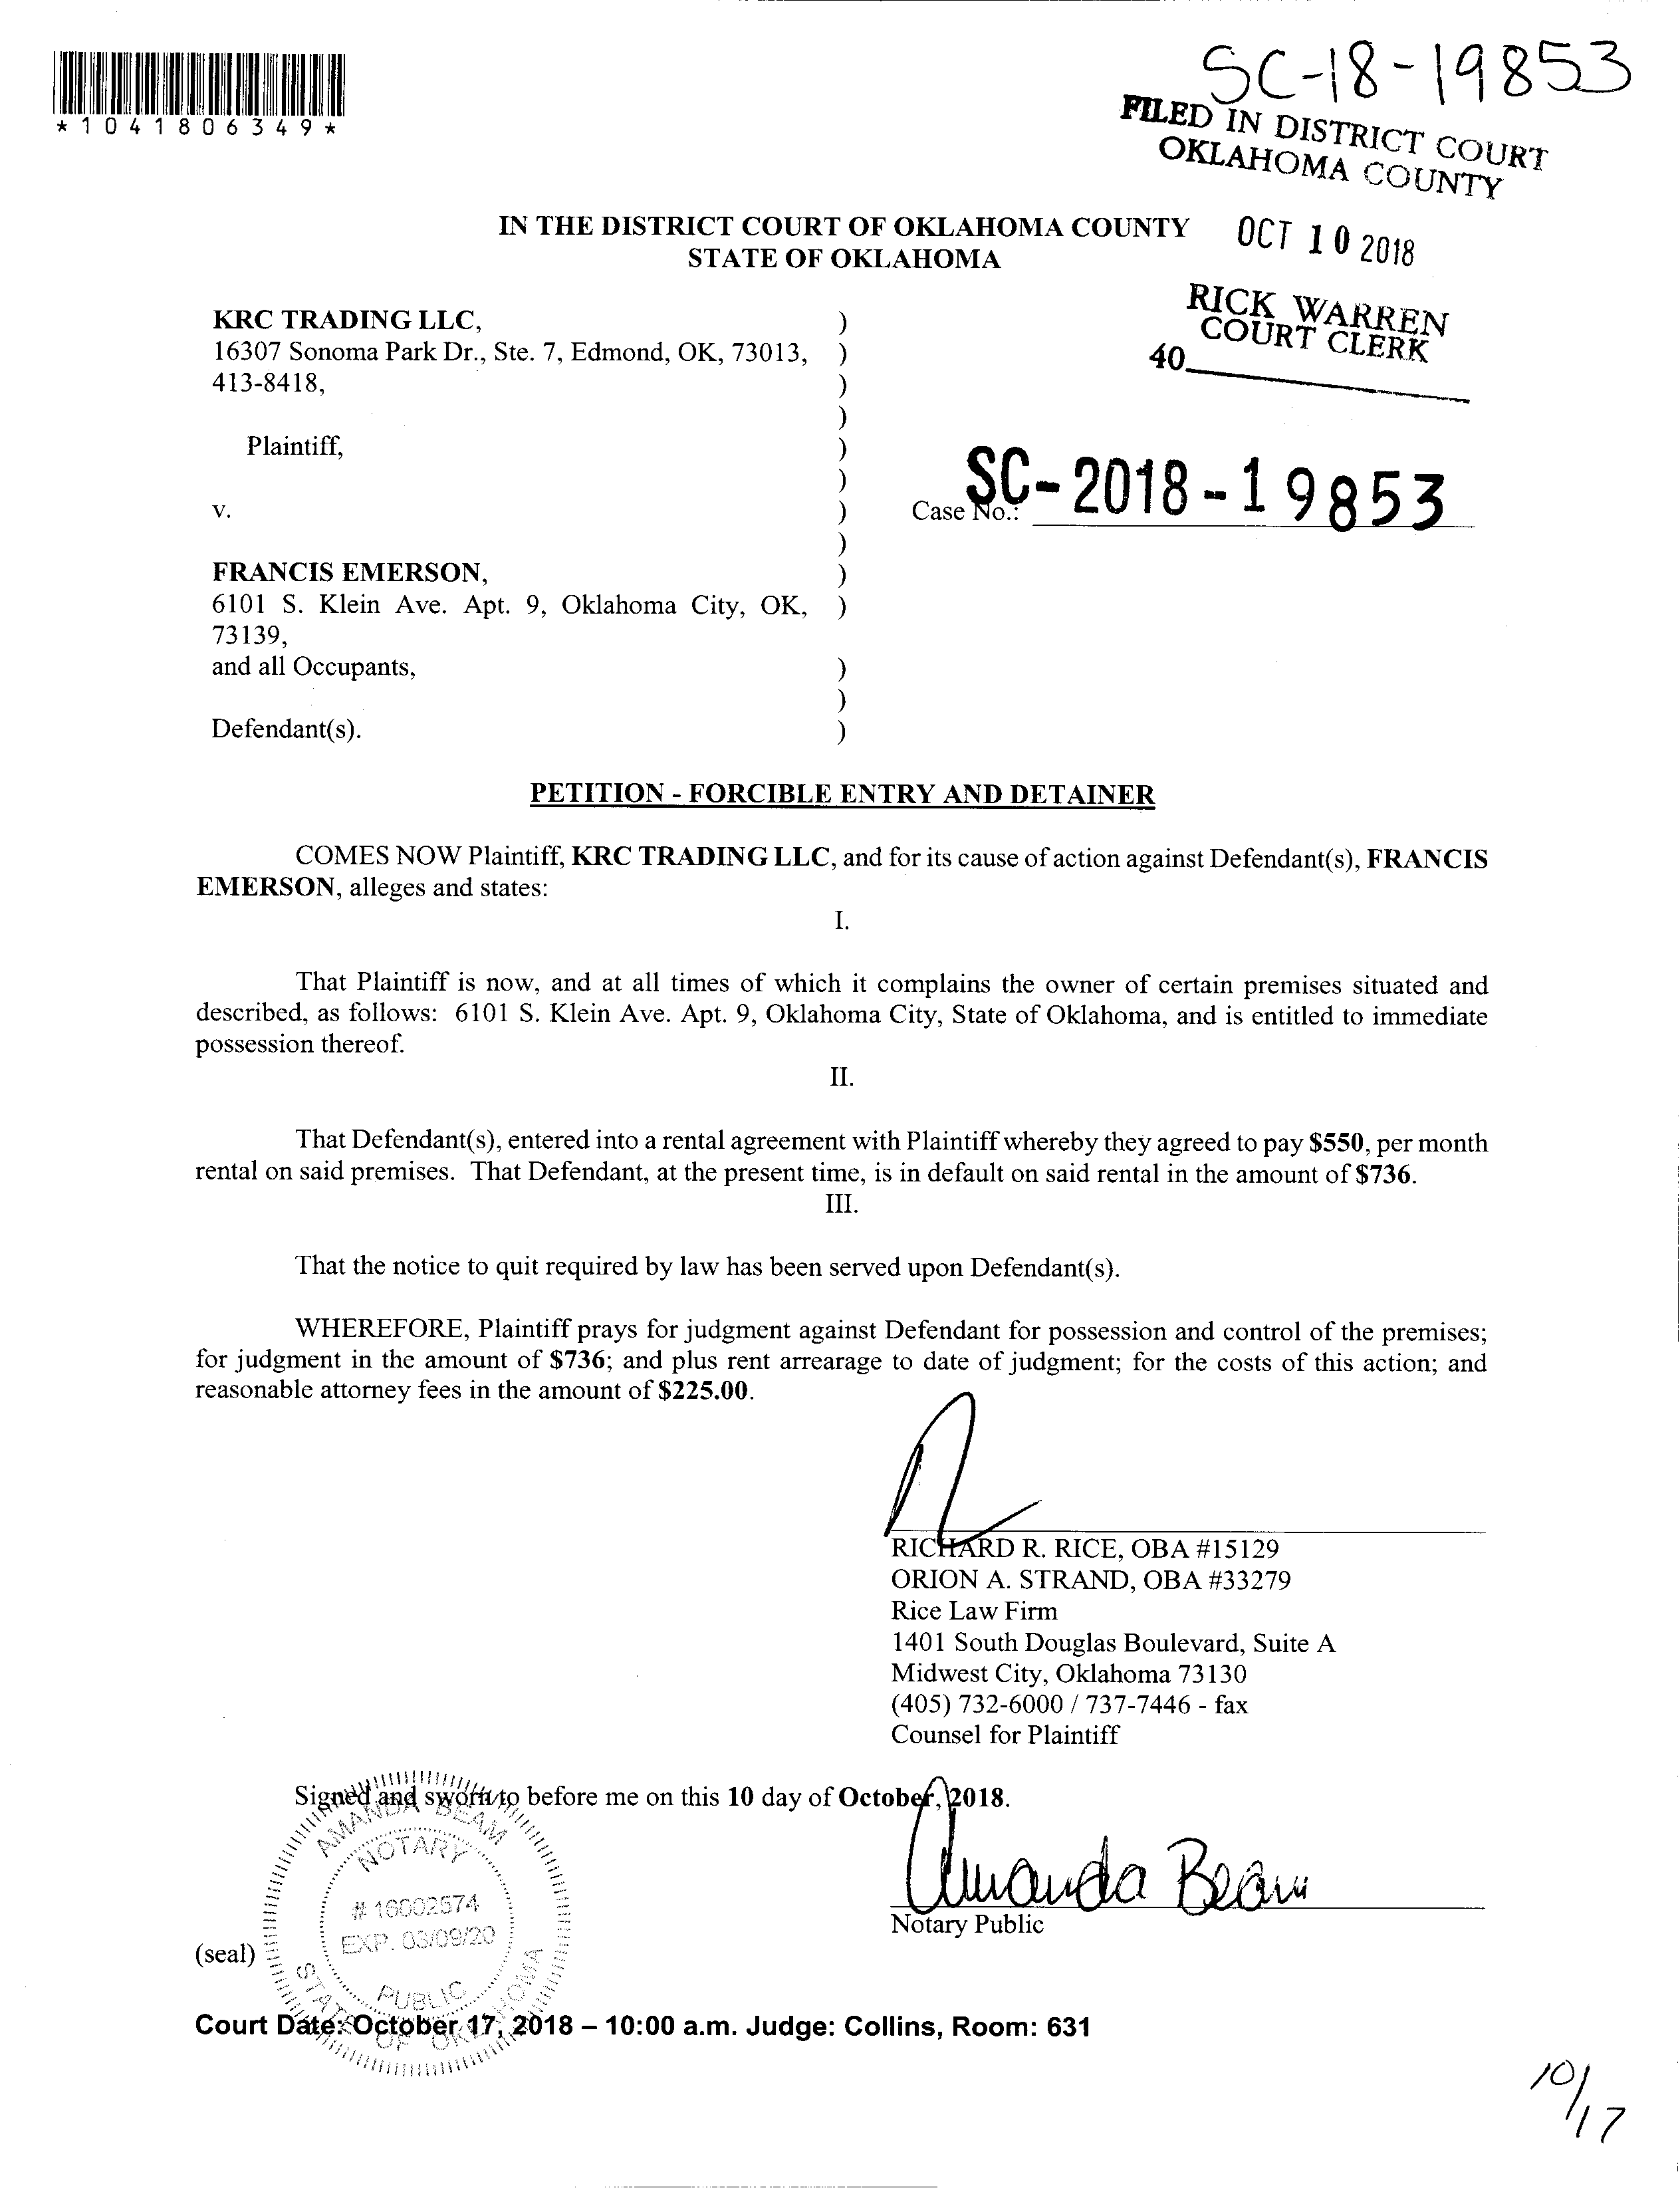 SC-18-19853
*1041806349*
FILED IN DISTRICT COURT
OKLAHOMA COUNTY
IN THE DISTRICT COURT OF OKLAHOMA COUNTY
STATE OF OKLAHOMA
OCT 10 2018
RICK WARREN
COURT CLERK
40
KRC TRADING LLC, )
16307 Sonoma Park Dr., Ste. 7, Edmond, OK, 73013, )
413-8418, )
)
Plaintiff, )
)
v. )
Case No.: SC-2018-19853
)
FRANCIS EMERSON, )
6101 S. Klein Ave. Apt. 9, Oklahoma City, OK, )
73139,
and all Occupants, )
)
Defendant(s). )
PETITION - FORCIBLE ENTRY AND DETAINER
COMES NOW Plaintiff, KRC TRADING LLC, and for its cause of action against Defendant(s), FRANCIS
EMERSON, alleges and states:
I.
That Plaintiff is now, and at all times of which it complains the owner of certain premises situated and
described, as follows: 6101 S. Klein Ave. Apt. 9, Oklahoma City, State of Oklahoma, and is entitled to immediate
possession thereof.
II.
That Defendant(s), entered into a rental agreement with Plaintiff whereby they agreed to pay $550, per month
rental on said premises. That Defendant, at the present time, is in default on said rental in the amount of $736.
III.
That the notice to quit required by law has been served upon Defendant(s).
WHEREFORE, Plaintiff prays for judgment against Defendant for possession and control of the premises;
for judgment in the amount of $736; and plus rent arrearage to date of judgment; for the costs of this action; and
reasonable attorney fees in the amount of $225.00.
RICHARD R. RICE, OBA #15129
ORION A. STRAND, OBA #33279
Rice Law Firm
1401 South Douglas Boulevard, Suite A
Midwest City, Oklahoma 73130
(405) 732-6000 / 737-7446 - fax
Counsel for Plaintiff
Signed and sworn to before me on this 10 day of October, 2018.
AMANDA BEAM
NOTARY
# 16002574
EXP. 03/09/20
PUBLIC
STATE OF OKLAHOMA
Amanda Beam
Notary Public
(seal)
Court Date: October 17, 2018 – 10:00 a.m. Judge: Collins, Room: 631
10/17